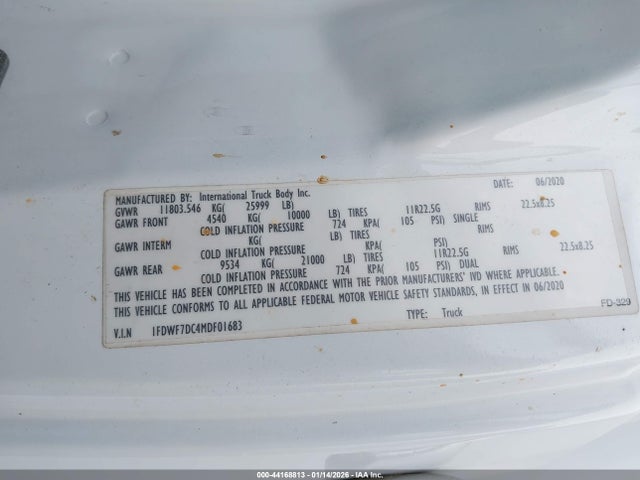 MANUFACTURED BY: International Truck Body Inc. DATE: 06/2020
GVWR 11803.546 KG( 25999 LB)
GAWR FRONT 4540 KG( 10000 LB) TIRES 11R22.5G RIMS 22.5x8.25
COLD INFLATION PRESSURE 724 KPA( 105 PSI) SINGLE
GAWR INTERM KG( LB) TIRES RIMS
COLD INFLATION PRESSURE KPA( PSI)
GAWR REAR 9534 KG( 21000 LB) TIRES 11R22.5G RIMS 22.5x8.25
COLD INFLATION PRESSURE 724 KPA( 105 PSI) DUAL
THIS VEHICLE HAS BEEN COMPLETED IN ACCORDANCE WITH THE PRIOR MANUFACTURERS' IVD WHERE APPLICABLE.
THIS VEHICLE CONFORMS TO ALL APPLICABLE FEDERAL MOTOR VEHICLE SAFETY STANDARDS, IN EFFECT IN 06/2020
V.I.N 1FDWF7DC4MDF01683 TYPE: Truck FD-329
000-44168813 - 01/14/2026 - IAA Inc.